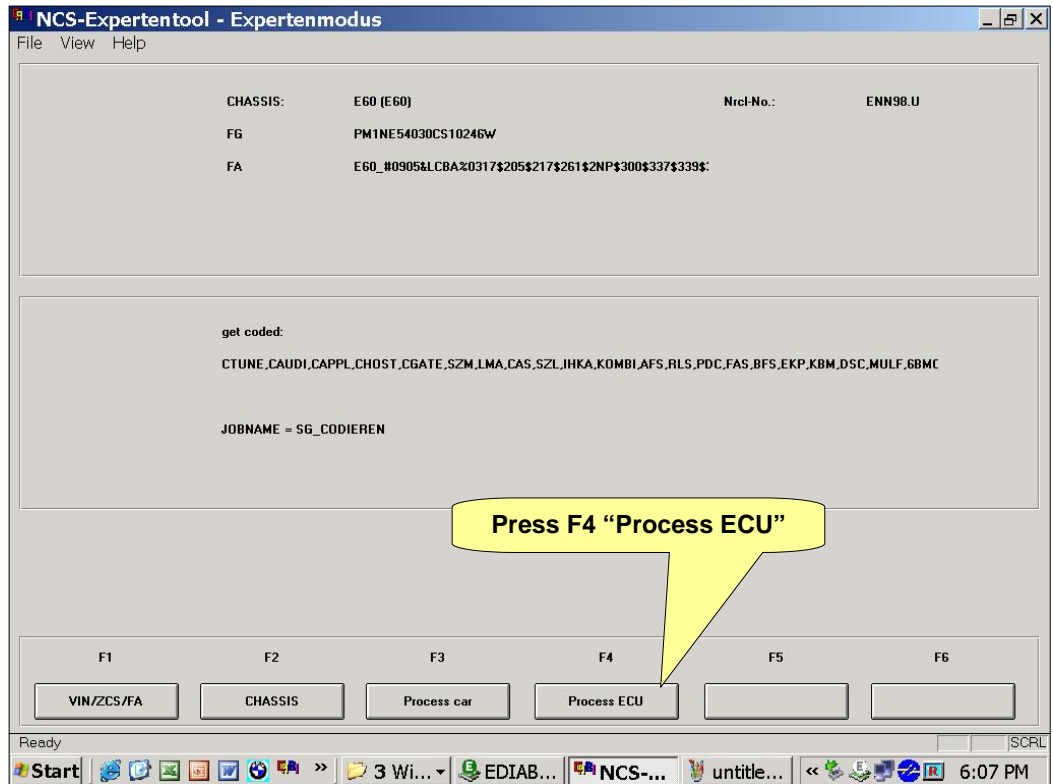 NCS-Expertentool - Expertenmodus
File View Help
CHASSIS: E60 (E60) Nrcl-No.: ENN98.U
FG PM1NE54030CS10246W
FA E60_#0905&LCBA%0317$205$217$261$2NP$300$337$339$:
get coded:
CTUNE,CAUDI,CAPPL,CHOST,CGATE,SZM,LMA,CAS,SZL,IHKA,KOMBI,AFS,RLS,PDC,FAS,BFS,EKP,KBM,DSC,MULF,6BMC
JOBNAME = SG_CODIEREN
Press F4 “Process ECU”
F1 F2 F3 F4 F5 F6
VIN/ZCS/FA CHASSIS Process car Process ECU
Ready SCRL
Start » 3 Wi... EDIAB... NCS-... untitle... « 6:07 PM